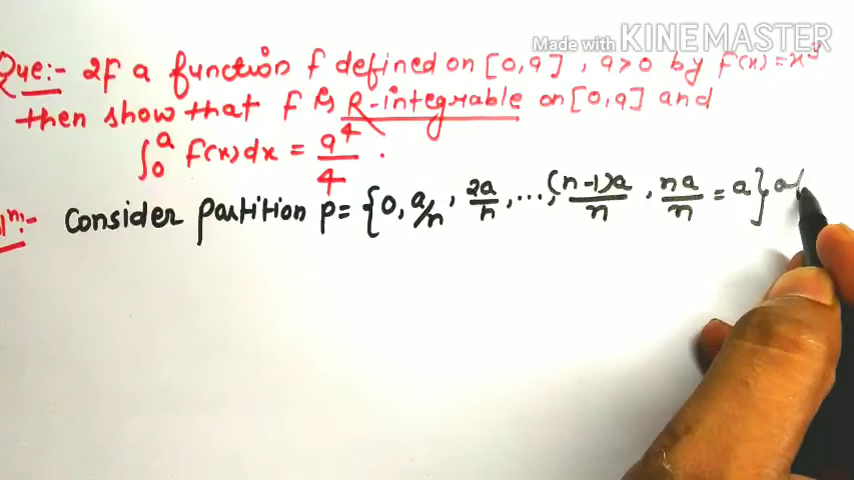 Made with KINEMASTER
Que:- If a function f defined on [0,a], a>0 by f(x)=x³
then show that f is R-integrable on [0,a] and
∫₀ᵃ f(x)dx = a⁴/4 .
lⁿ:- Consider partition p= {0, a/n, 2a/n, ..., (n-1)a/n, na/n = a},